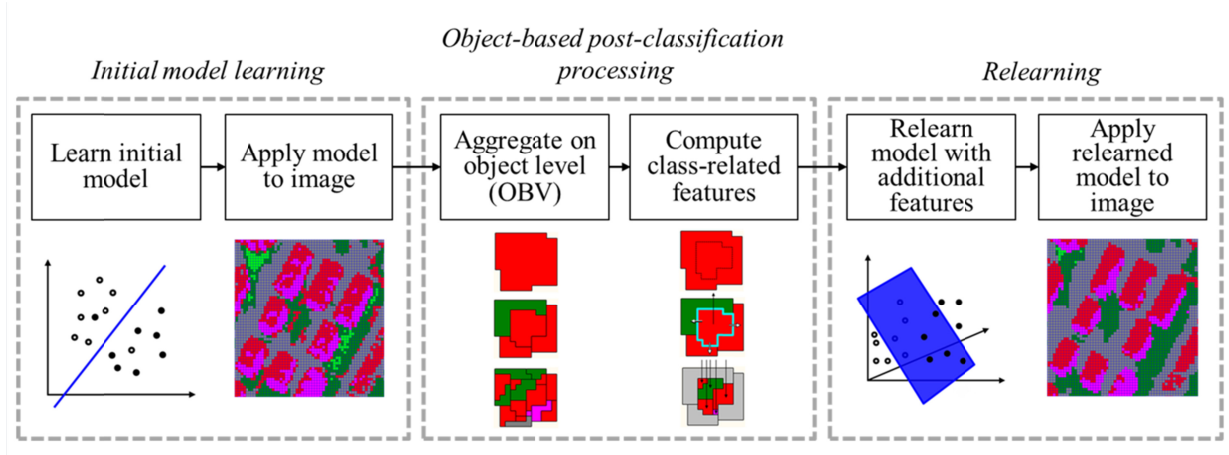 Initial model learning
Object-based post-classification
processing
Relearning
Learn initial
model
Apply model
to image
Aggregate on
object level
(OBV)
Compute
class-related
features
Relearn
model with
additional
features
Apply
relearned
model to
image